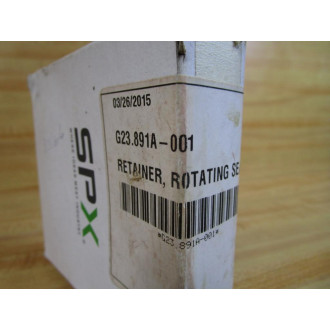 SPX
03/26/2015
G23.891A-001
RETAINER, ROTATING SE
*G23.891A-001*